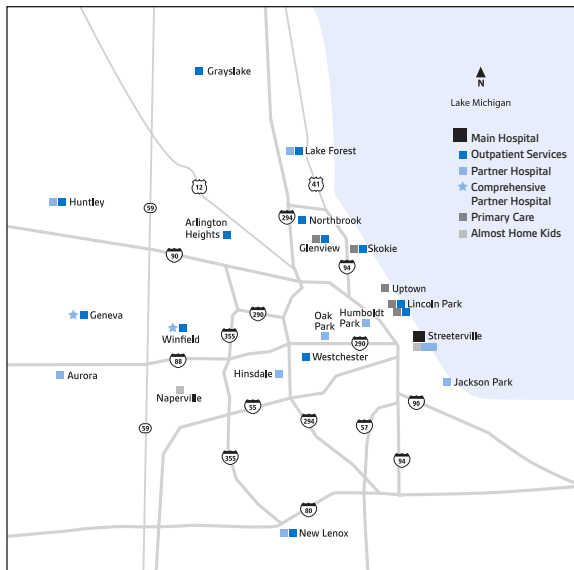 Grayslake
N
Lake Michigan
Main Hospital
Outpatient Services
Partner Hospital
Comprehensive
Partner Hospital
Primary Care
Almost Home Kids
Lake Forest
12
41
Huntley
59
294
Northbrook
Arlington
Heights
Glenview
Skokie
90
94
Uptown
Geneva
290
Lincoln Park
Winfield
355
Oak
Park
Humboldt
Park
Streeterville
290
88
Westchester
Aurora
Hinsdale
Jackson Park
Naperville
55
90
59
294
57
355
94
80
New Lenox